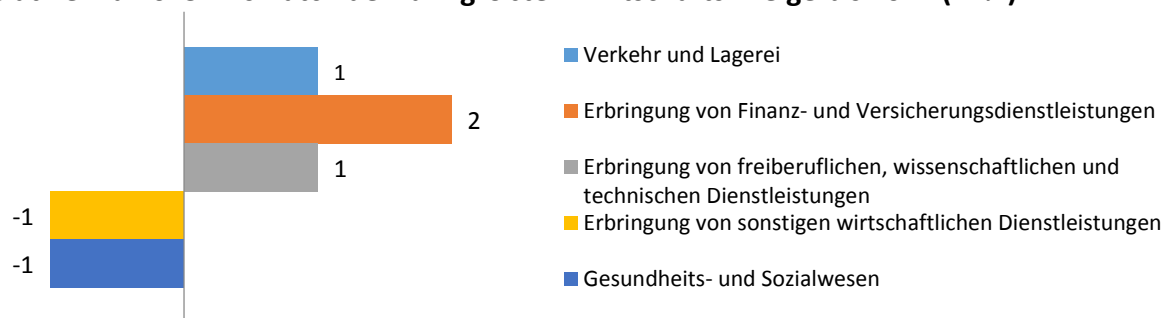 1
Verkehr und Lagerei
2
Erbringung von Finanz- und Versicherungsdienstleistungen
1
Erbringung von freiberuflichen, wissenschaftlichen und
technischen Dienstleistungen
-1
Erbringung von sonstigen wirtschaftlichen Dienstleistungen
-1
Gesundheits- und Sozialwesen